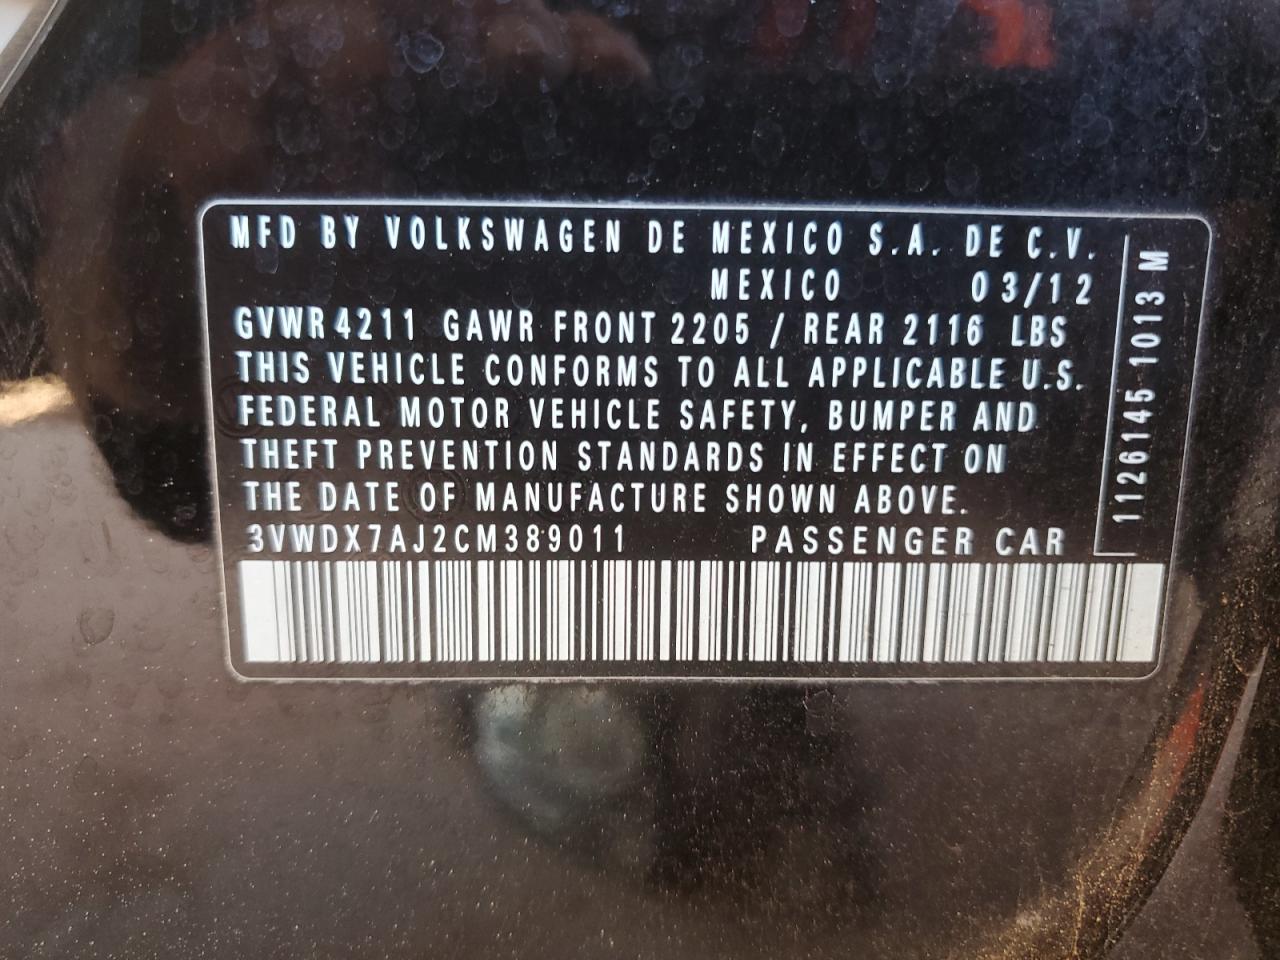 MFD BY VOLKSWAGEN DE MEXICO S.A. DE C.V.
MEXICO 03/12
GVWR 4211 GAWR FRONT 2205 / REAR 2116 LBS
THIS VEHICLE CONFORMS TO ALL APPLICABLE U.S.
FEDERAL MOTOR VEHICLE SAFETY, BUMPER AND
THEFT PREVENTION STANDARDS IN EFFECT ON
THE DATE OF MANUFACTURE SHOWN ABOVE.
3VWDX7AJ2CM389011 PASSENGER CAR
1126145 1013 M